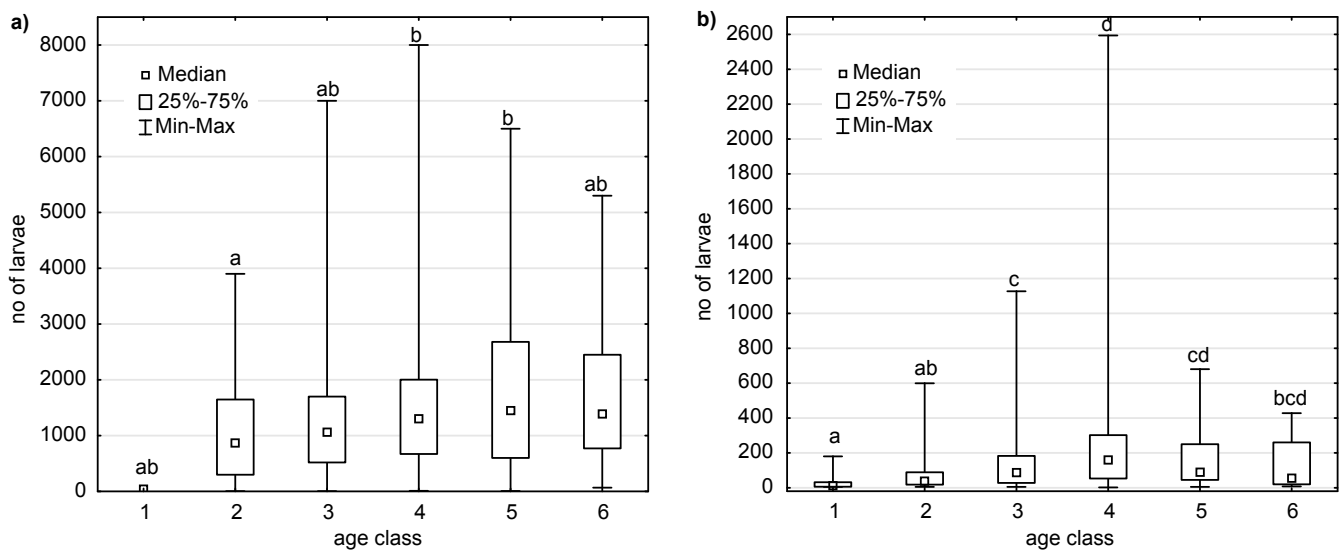 a)
no of larvae
8000
7000
6000
5000
4000
3000
2000
1000
0
Median
25%-75%
Min-Max
ab
a
ab
b
b
ab
1 2 3 4 5 6
age class
b)
no of larvae
2600
2400
2200
2000
1800
1600
1400
1200
1000
800
600
400
200
0
Median
25%-75%
Min-Max
a
ab
c
d
cd
bcd
1 2 3 4 5 6
age class